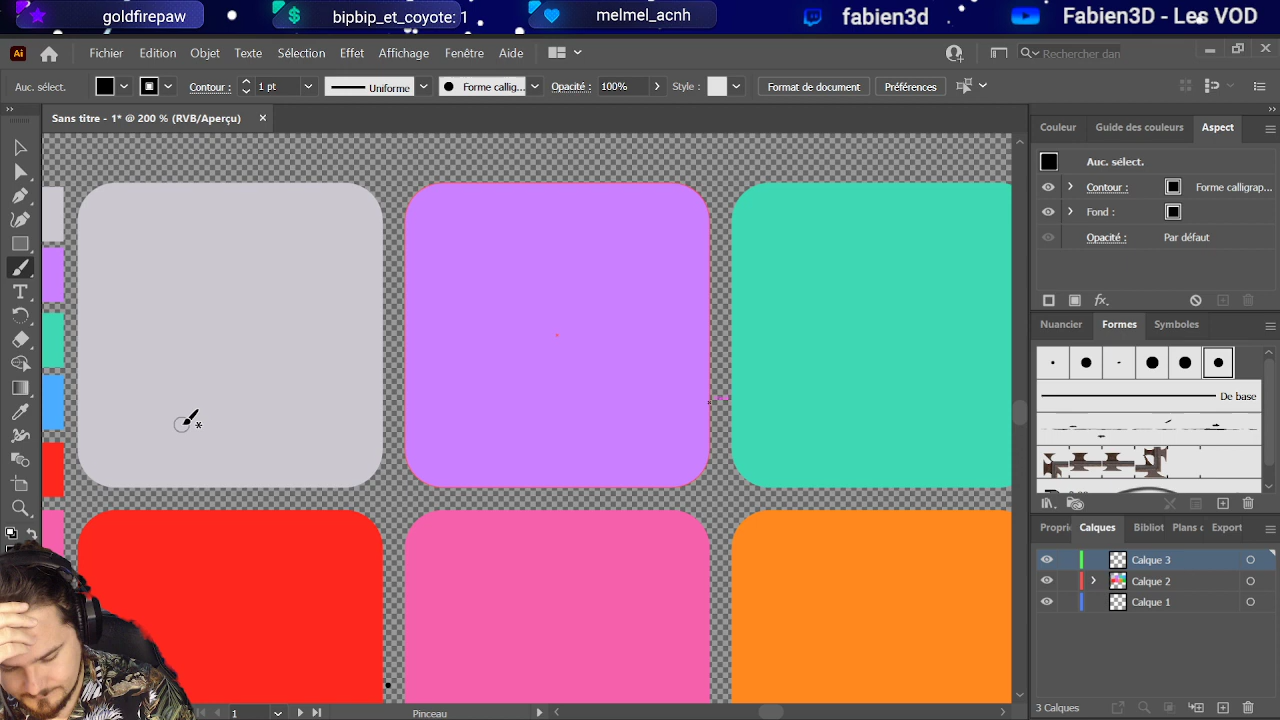 goldfirepaw
bipbip_et_coyote: 1
melmel_acnh
fabien3d
Fabien3D - Les VOD
Ai
Fichier Edition Objet Texte Sélection Effet Affichage Fenêtre Aide
Rechercher dan
Auc. sélect.
Contour :
1 pt
Uniforme
Forme callig...
Opacité :
100%
Style :
Format de document
Préférences
Sans titre - 1* @ 200 % (RVB/Aperçu)
Couleur
Guide des couleurs
Aspect
Auc. sélect.
Contour :
Forme calligrap...
Fond :
Opacité :
Par défaut
fx.
Nuancier
Formes
Symboles
De base
Propri
Calques
Bibliot
Plans c
Export
Calque 3
Calque 2
Calque 1
3 Calques
1
Pinceau